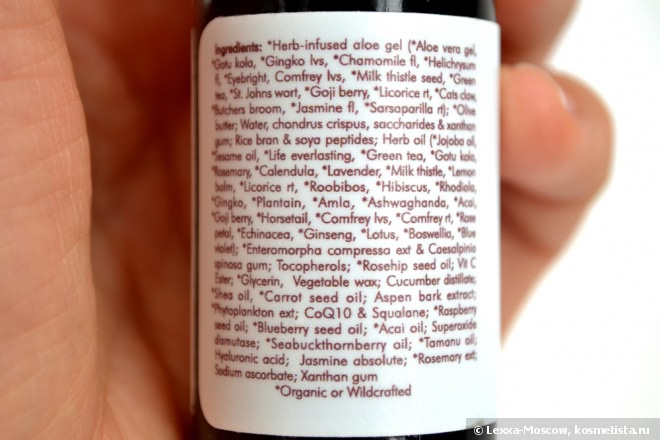 Ingredients: *Herb-infused aloe gel (*Aloe vera gel,
*Gotu kola, *Gingko lvs, *Chamomile fl, *Helichrysum
fl, *Eyebright, Comfrey lvs, *Milk thistle seed, *Green
tea, *St. Johns wort, *Goji berry, *Licorice rt, *Cats claw,
*Butchers broom, *Jasmine fl, *Sarsaparilla rt); *Olive
butter; Water, chondrus crispus, saccharides & xanthan
gum; Rice bran & soya peptides; Herb oil (*Jojoba oil,
*Sesame oil, *Life everlasting, *Green tea, *Gotu kola,
*Rosemary, *Calendula, *Lavender, *Milk thistle, *Lemon
balm, *Licorice rt, *Roobibos, *Hibiscus, *Rhodiola,
*Gingko, *Plantain, *Amla, *Ashwaghanda, *Acai,
*Goji berry, *Horsetail, *Comfrey lvs, *Comfrey rt, *Rose
petal, *Echinacea, *Ginseng, *Lotus, *Boswellia, *Blue
violet); *Enteromorpha compressa ext & Caesalpinia
spinosa gum; Tocopherols; *Rosehip seed oil; Vit C
Ester; *Glycerin, Vegetable wax; Cucumber distillate;
*Shea oil, *Carrot seed oil; Aspen bark extract;
*Phytoplankton ext; CoQ10 & Squalane; *Raspberry
seed oil; *Blueberry seed oil; *Acai oil; Superoxide
dismutase; *Seabuckthornberry oil; *Tamanu oil;
Hyaluronic acid; Jasmine absolute; *Rosemary ext;
Sodium ascorbate; Xanthan gum
*Organic or Wildcrafted
© Lexxa-Moscow, kosmetista.ru